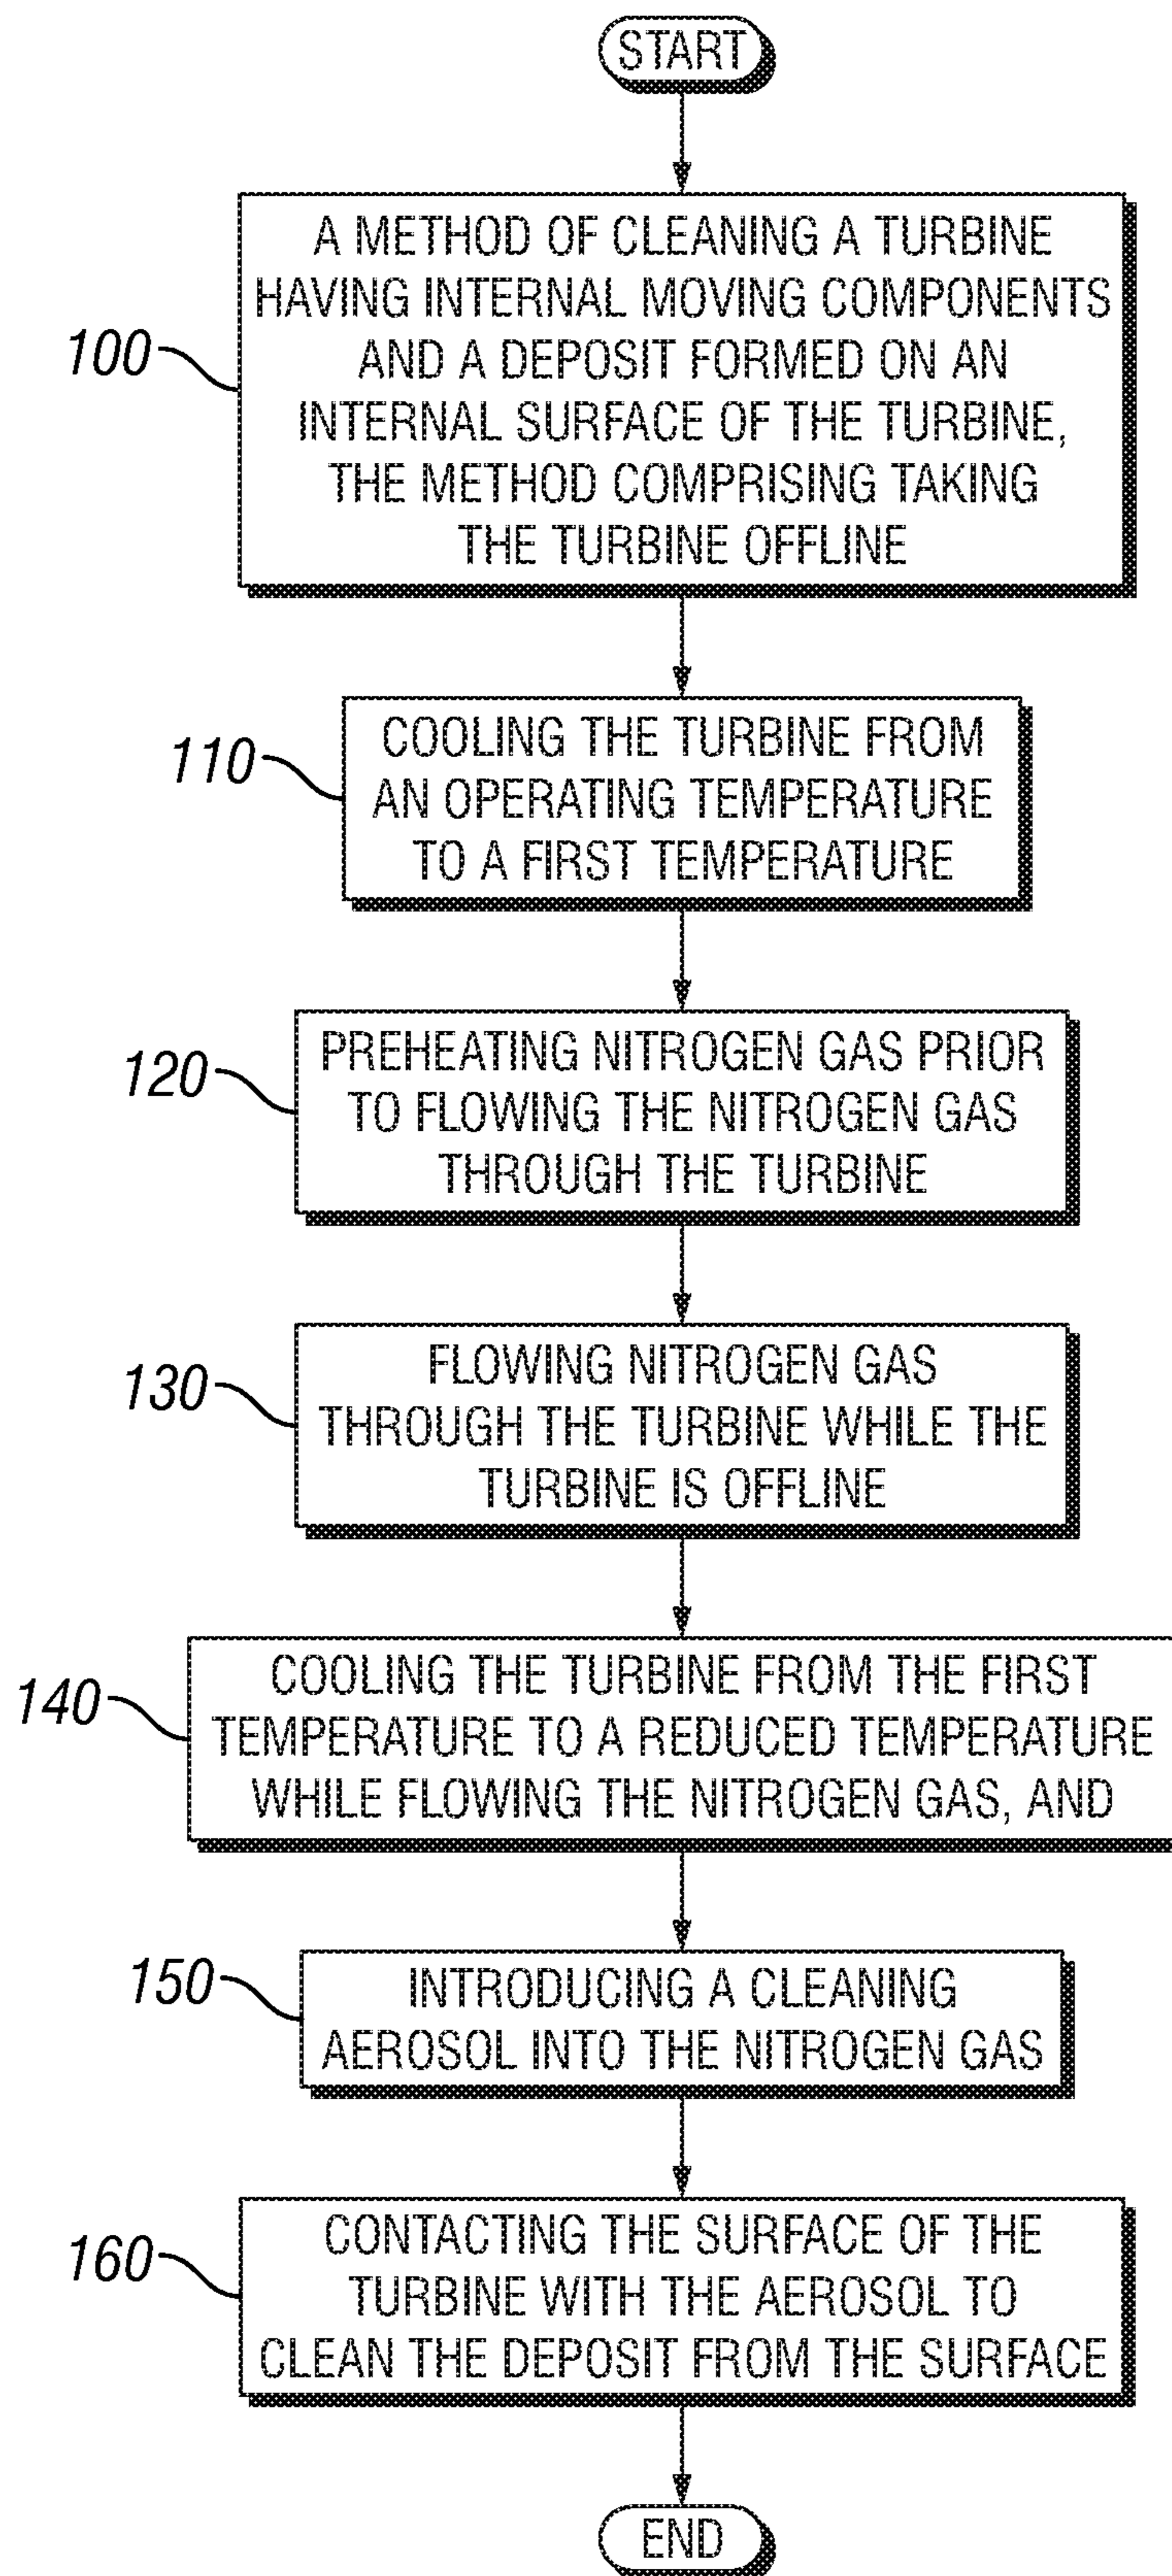 START
100
A METHOD OF CLEANING A TURBINE
HAVING INTERNAL MOVING COMPONENTS
AND A DEPOSIT FORMED ON AN
INTERNAL SURFACE OF THE TURBINE,
THE METHOD COMPRISING TAKING
THE TURBINE OFFLINE
110
COOLING THE TURBINE FROM
AN OPERATING TEMPERATURE
TO A FIRST TEMPERATURE
120
PREHEATING NITROGEN GAS PRIOR
TO FLOWING THE NITROGEN GAS
THROUGH THE TURBINE
130
FLOWING NITROGEN GAS
THROUGH THE TURBINE WHILE THE
TURBINE IS OFFLINE
140
COOLING THE TURBINE FROM THE FIRST
TEMPERATURE TO A REDUCED TEMPERATURE
WHILE FLOWING THE NITROGEN GAS, AND
150
INTRODUCING A CLEANING
AEROSOL INTO THE NITROGEN GAS
160
CONTACTING THE SURFACE OF THE
TURBINE WITH THE AEROSOL TO
CLEAN THE DEPOSIT FROM THE SURFACE
END